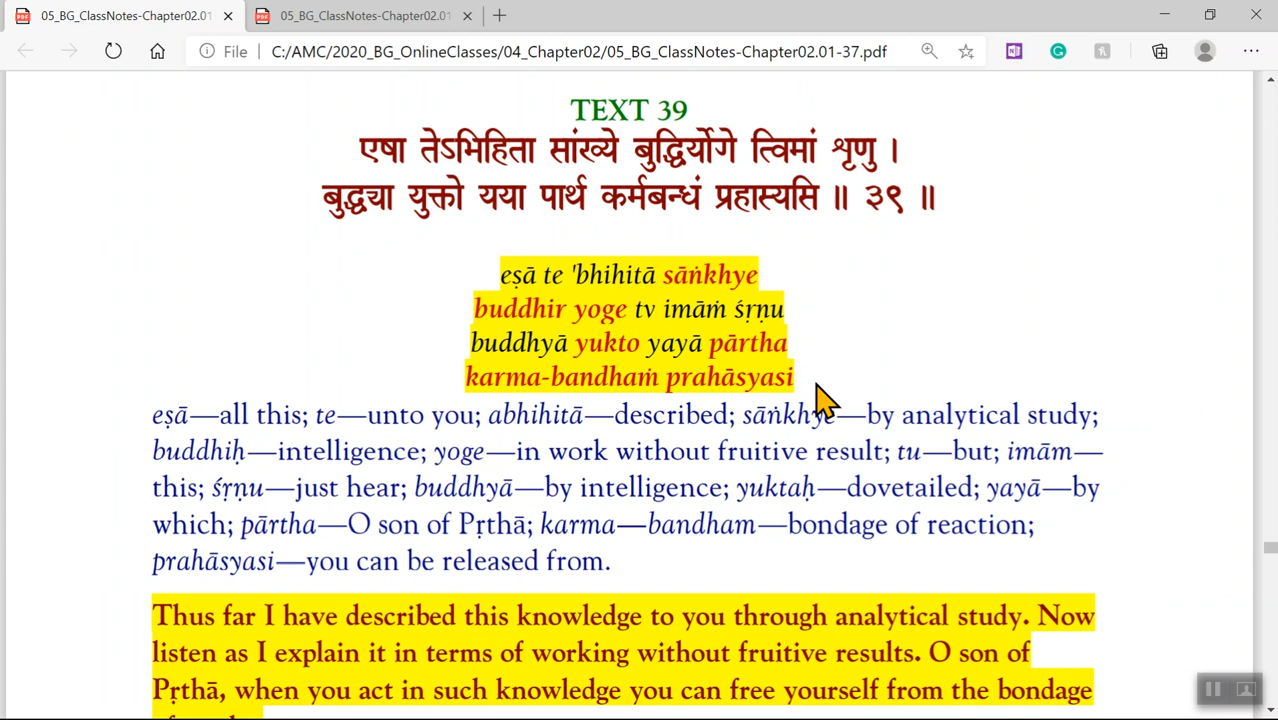 05_BG_ClassNotes-Chapter02.01
05_BG_ClassNotes-Chapter02.01
File C:/AMC/2020_BG_OnlineClasses/04_Chapter02/05_BG_ClassNotes-Chapter02.01-37.pdf
TEXT 39
एषा तेऽभिहिता सांख्ये बुद्धिर्योगे त्विमां शृणु ।
बुद्ध्या युक्तो यया पार्थ कर्मबन्धं प्रहास्यसि ॥ ३९ ॥
eṣā te 'bhihitā sāṅkhye
buddhir yoge tv imāṁ śṛṇu
buddhyā yukto yayā pārtha
karma-bandhaṁ prahāsyasi
eṣā—all this; te—unto you; abhihitā—described; sāṅkhye—by analytical study;
buddhiḥ—intelligence; yoge—in work without fruitive result; tu—but; imām—
this; śṛṇu—just hear; buddhyā—by intelligence; yuktaḥ—dovetailed; yayā—by
which; pārtha—O son of Pṛthā; karma—bandham—bondage of reaction;
prahāsyasi—you can be released from.
Thus far I have described this knowledge to you through analytical study. Now
listen as I explain it in terms of working without fruitive results. O son of
Pṛthā, when you act in such knowledge you can free yourself from the bondage